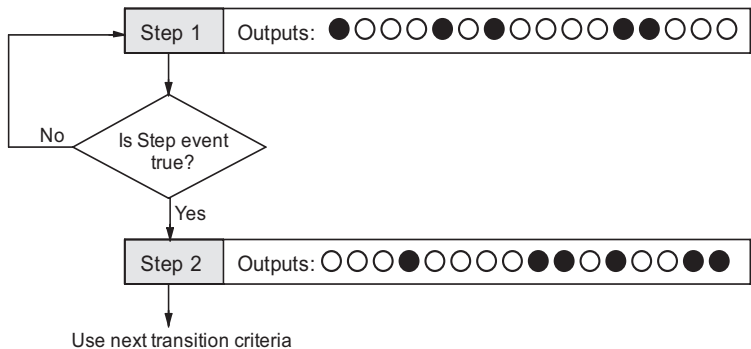 Step 1 Outputs:
No
Is Step event
true?
Yes
Step 2 Outputs:
Use next transition criteria